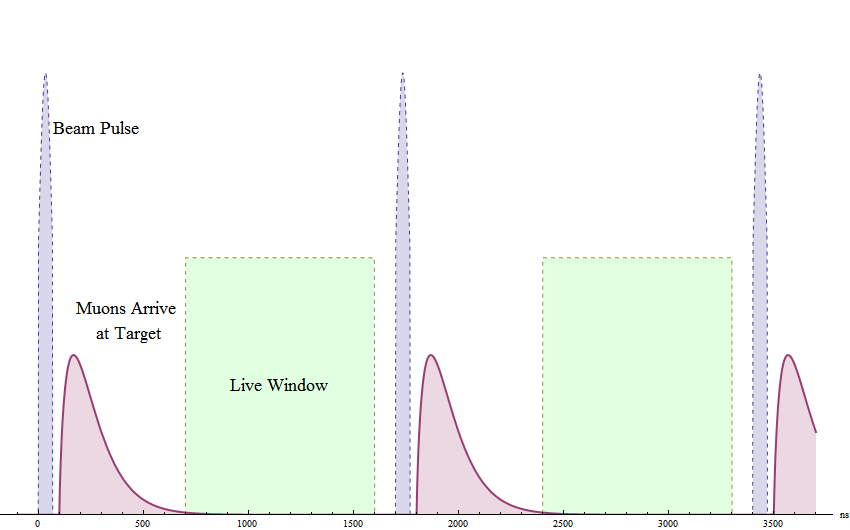 Beam Pulse
Muons Arrive
at Target
Live Window
0 500 1000 1500 2000 2500 3000 3500 ns